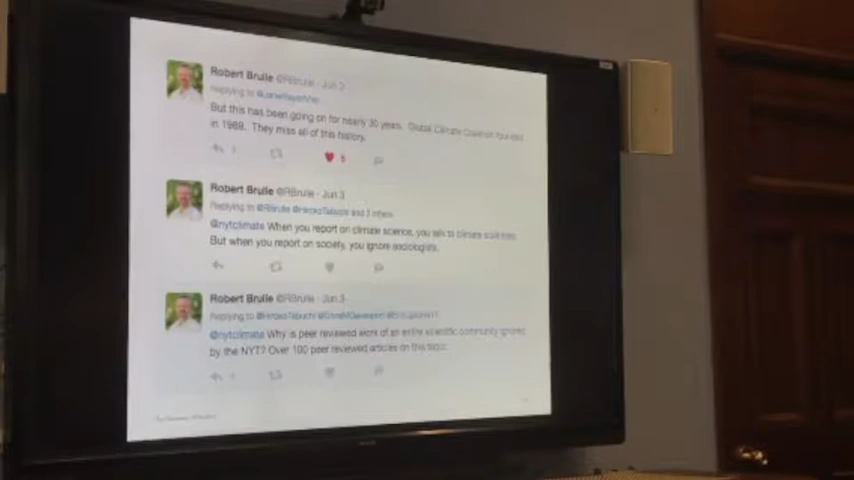 Robert Brulle @RBrulle · Jun 3
Replying to
But this has been going on for nearly 30 years. Global Climate Coalition founded
in 1989. They miss all of this history.
5
Robert Brulle @RBrulle · Jun 3
Replying to @RBrulle @HirokoTabuchi and 2 others
@nytclimate When you report on climate science, you talk to climate scientists.
But when you report on society, you ignore sociologists.
Robert Brulle @RBrulle · Jun 3
Replying to @HirokoTabuchi
@nytclimate Why is peer reviewed work of an entire scientific community ignored
by the NYT? Over 100 peer reviewed articles on this topic.